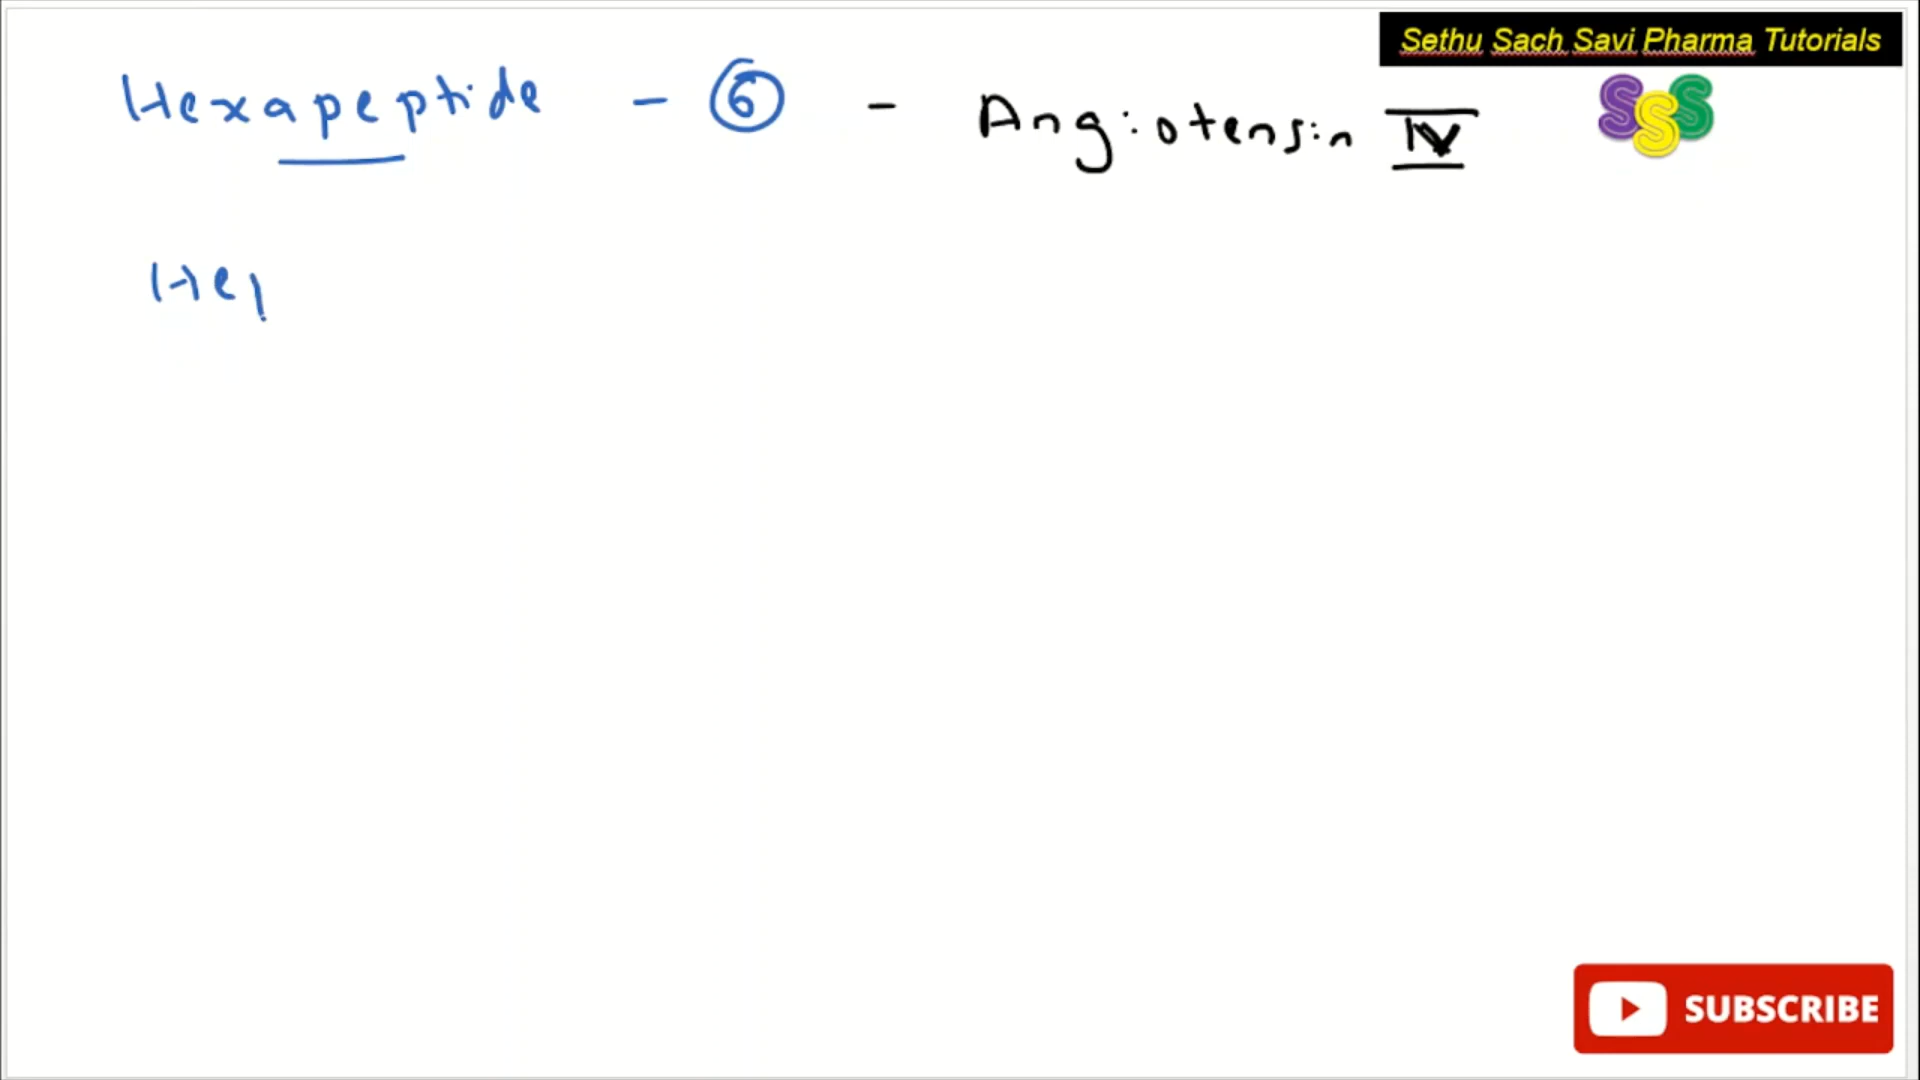 Sethu Sach Savi Pharma Tutorials
SSS
Hexapeptide - 6 - Angiotensin IV
SUBSCRIBE